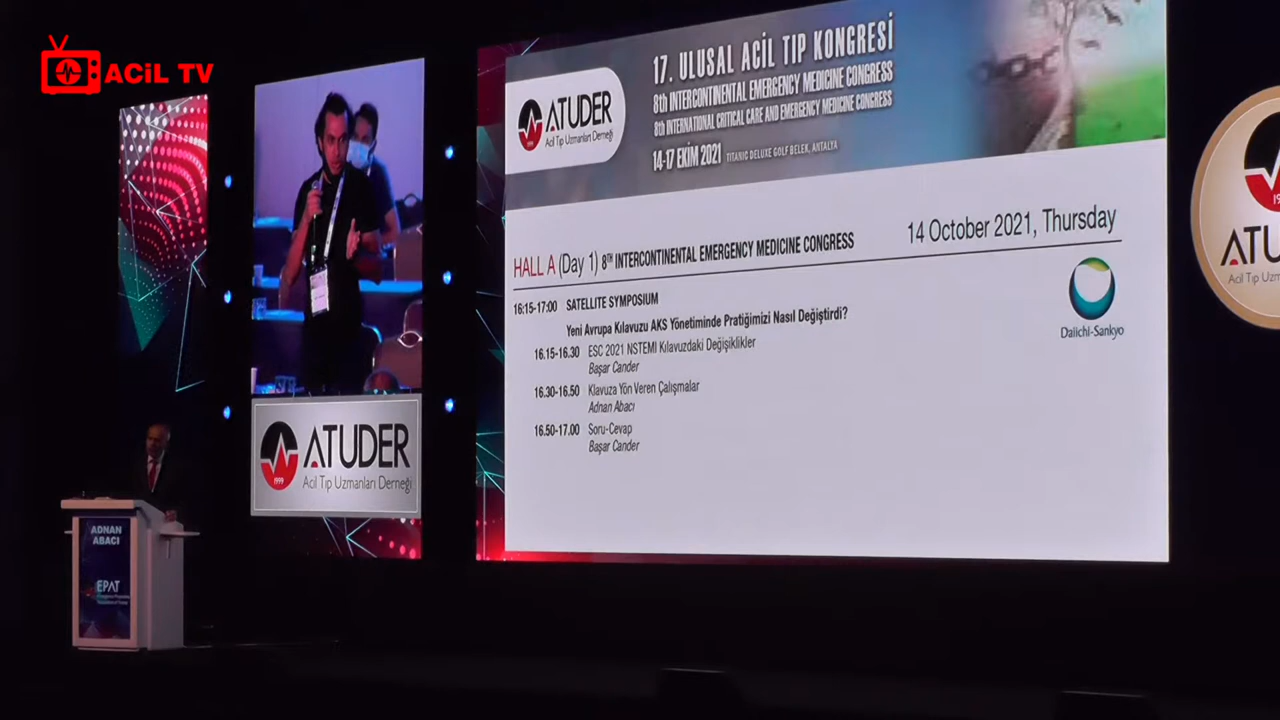 ACİL TV
17. ULUSAL ACİL TIP KONGRESİ
8th INTERCONTINENTAL EMERGENCY MEDICINE CONGRESS
8th INTERNATIONAL CRITICAL CARE AND EMERGENCY MEDICINE CONGRESS
14-17 EKİM 2021 TITANIC DELUXE GOLF BELEK, ANTALYA
ATUDER
Acil Tıp Uzmanları Derneği
14 October 2021, Thursday
HALL A (Day 1) 8TH INTERCONTINENTAL EMERGENCY MEDICINE CONGRESS
16:15-17:00 SATELLITE SYMPOSIUM
Yeni Avrupa Kılavuzu AKS Yönetiminde Pratiğimizi Nasıl Değiştirdi?
16.15-16.30 ESC 2021 NSTEMI Kılavuzdaki Değişiklikler
Başar Cander
16.30-16.50 Klavuza Yön Veren Çalışmalar
Adnan Abacı
16.50-17.00 Soru-Cevap
Başar Cander
Daiichi-Sankyo
ATUDER
Acil Tıp Uzmanları Derneği
1999
ADNAN
ABACI
EPAT
ATU
Acil Tıp Uz